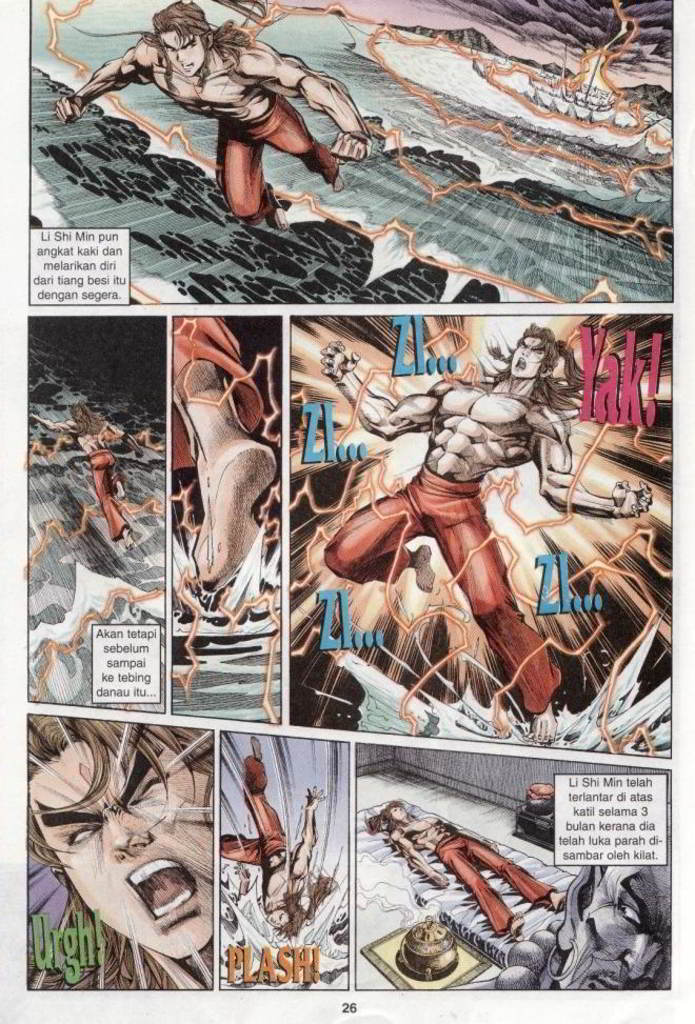 Li Shi Min pun
angkat kaki dan
melarikan diri
dari tiang besi itu
dengan segera.
Akan tetapi
sebelum
sampai
ke tebing
danau itu...
ZI...
ZI...
Yak!
ZI...
ZI...
Urgh!
PLASH!
Li Shi Min telah
terlantar di atas
katil selama 3
bulan kerana dia
luka parah di-
sambar oleh kilat.
26